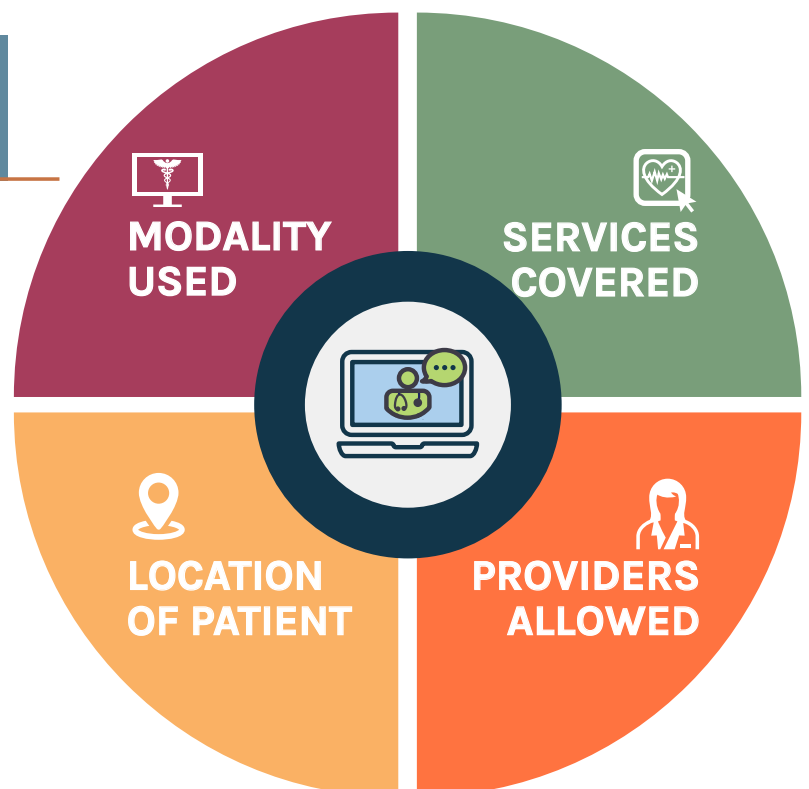 MODALITY
USED
SERVICES
COVERED
LOCATION
OF PATIENT
PROVIDERS
ALLOWED